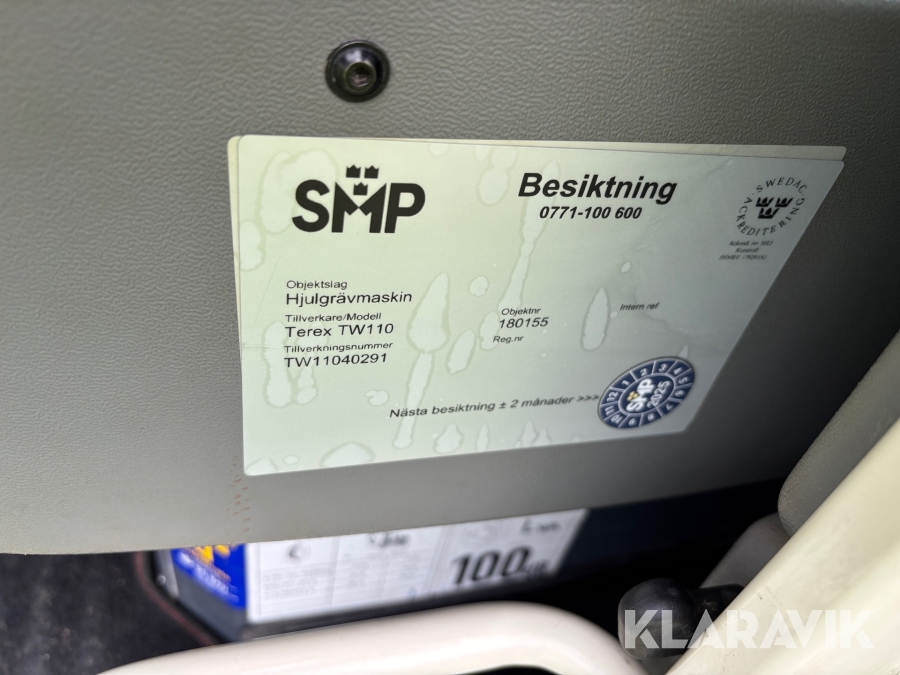 SMP
Besiktning
0771-100 600
SWEDAC
ACKREDITERING
Objektslag
Hjulgrävmaskin
Tillverkare/Modell
Terex TW110
Tillverkningsnummer
TW11040291
Objektnr
180155
Reg.nr
Intern ref
Nästa besiktning ± 2 månader >>>
SMP
2025
100
KLARAVIK